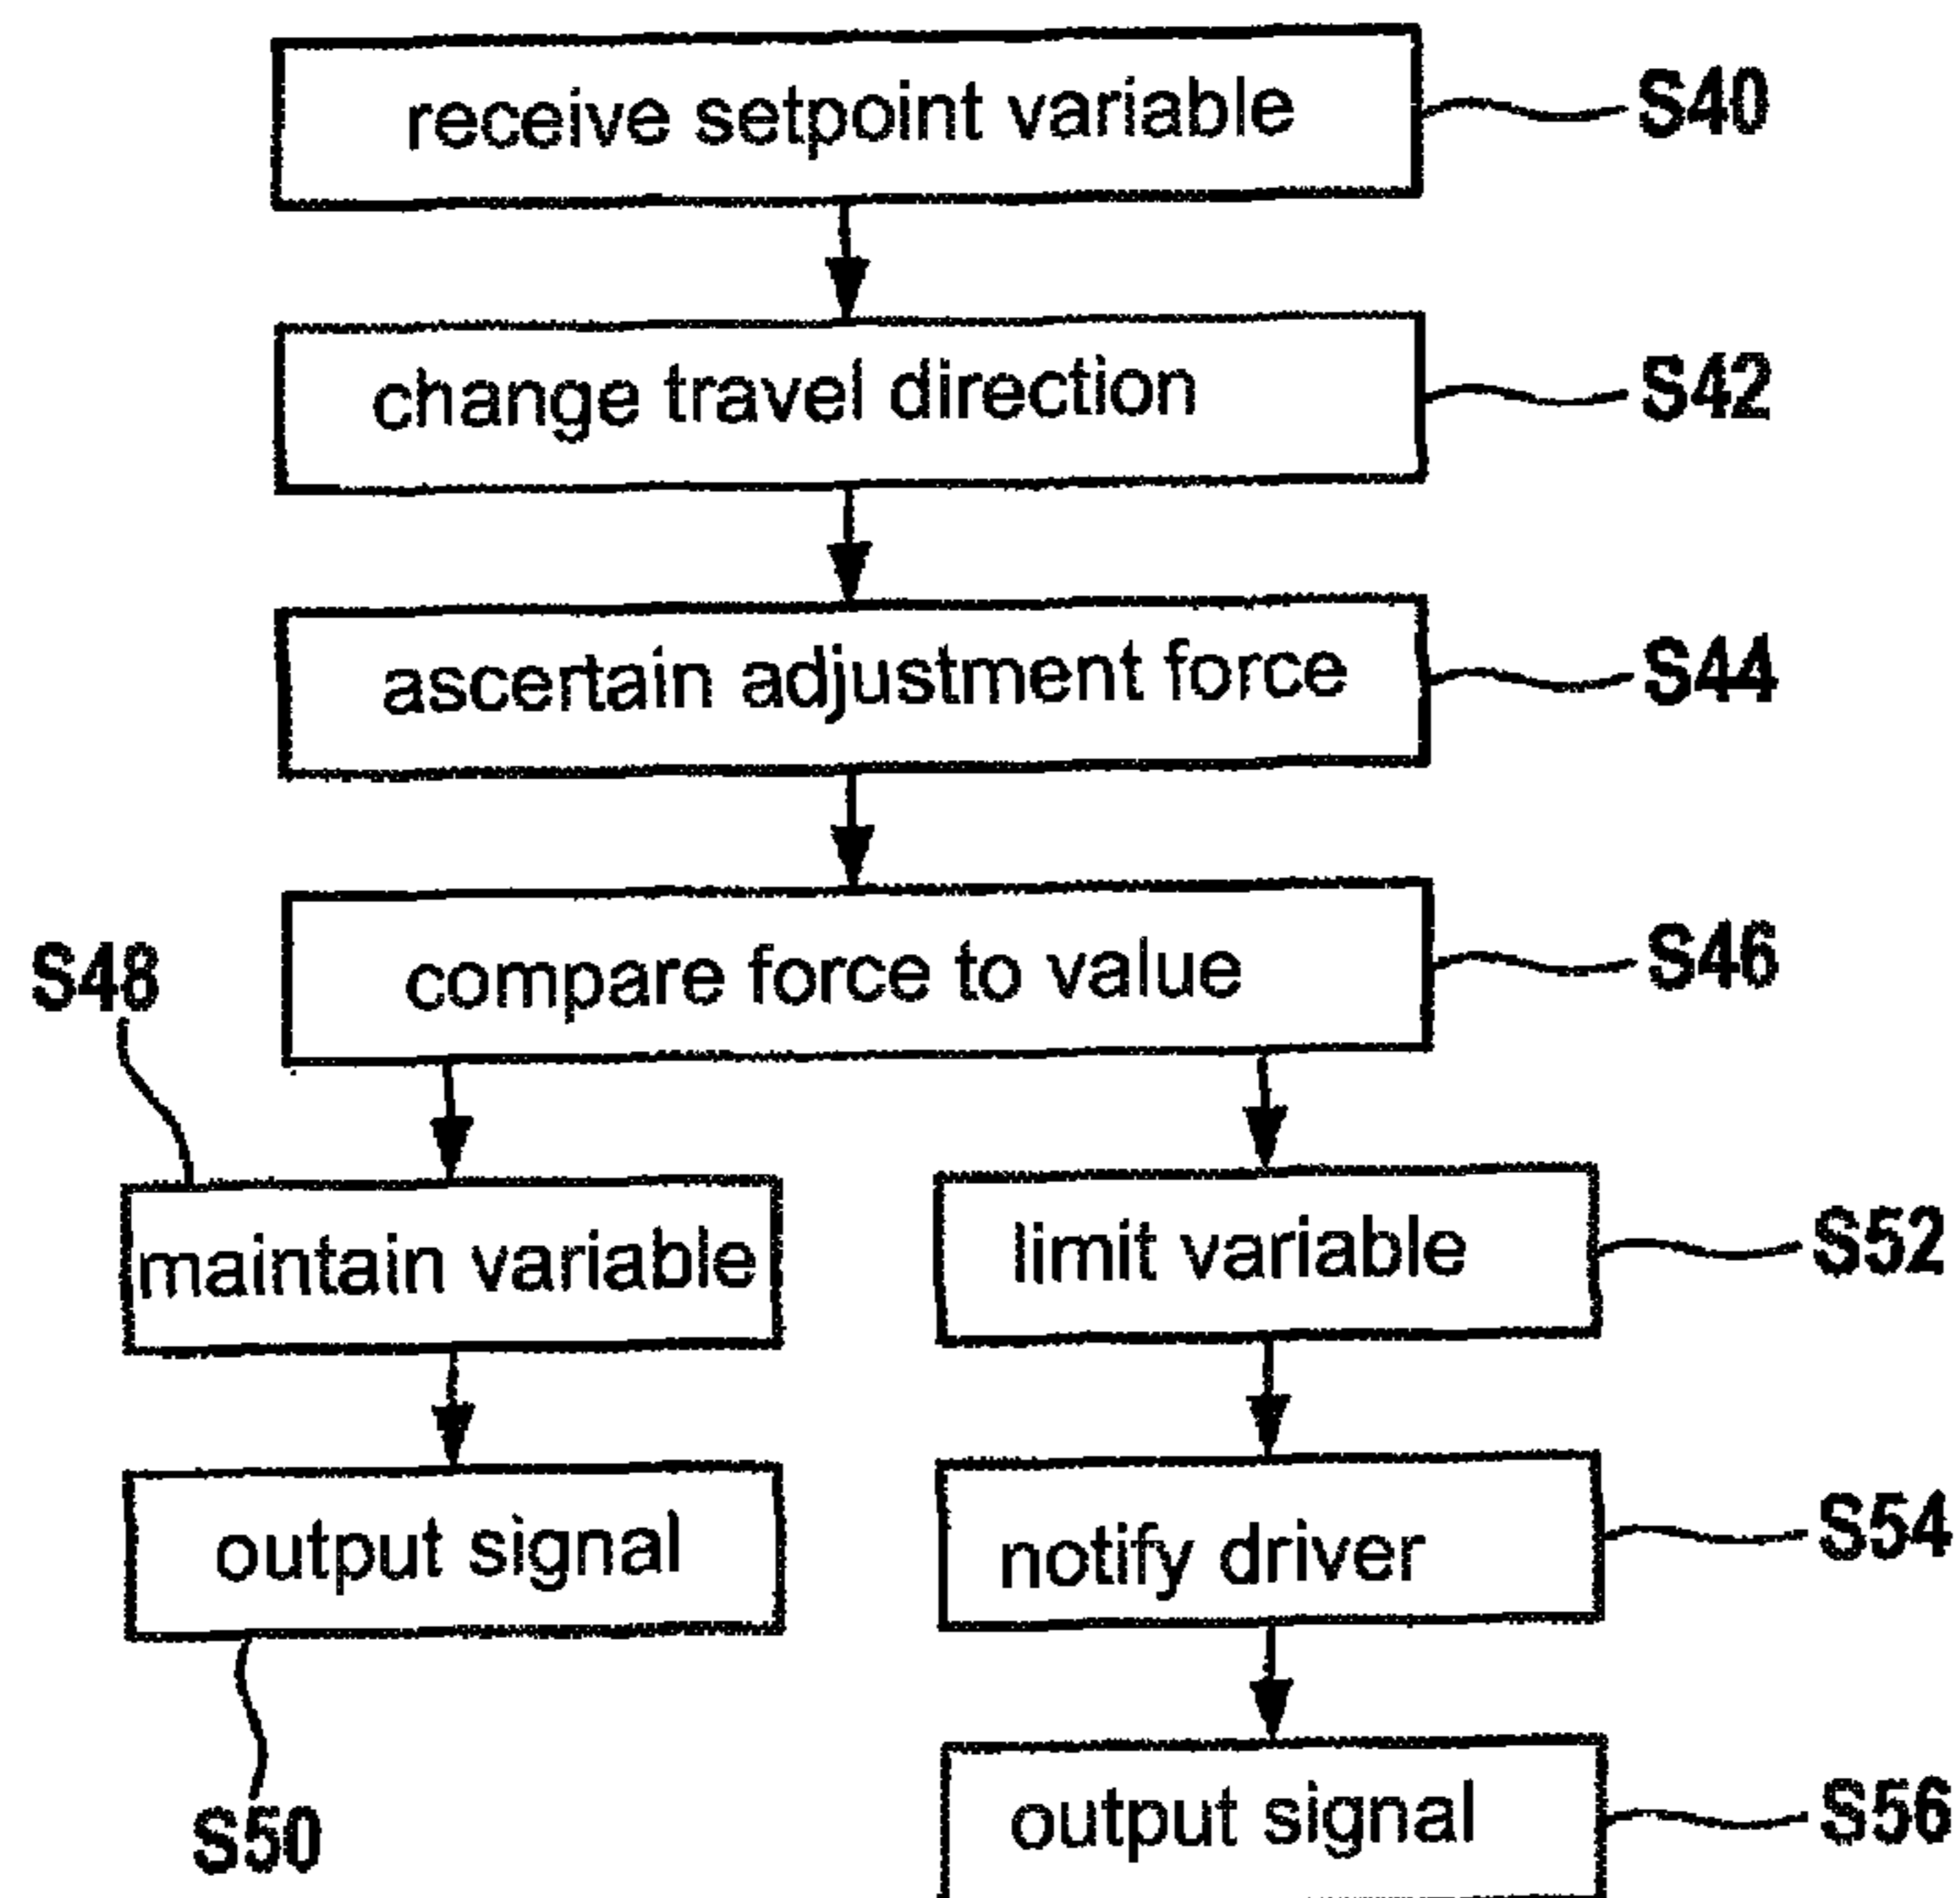 receive setpoint variable S40
change travel direction S42
ascertain adjustment force S44
compare force to value S46
S48
maintain variable
limit variable S52
output signal
notify driver S54
S50
output signal S56